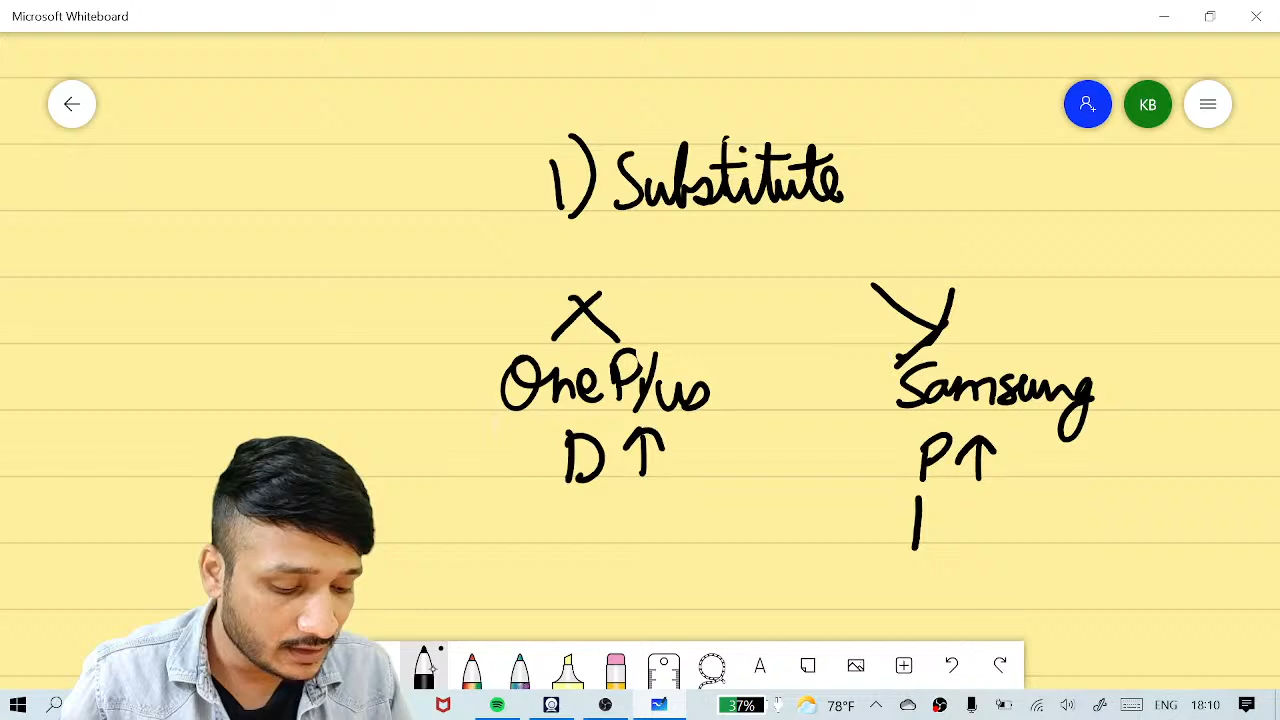 Microsoft Whiteboard
KB
1) Substitute
X Y
OnePlus Samsung
D ↑ P ↑
A
37% 78°F ENG 18:10